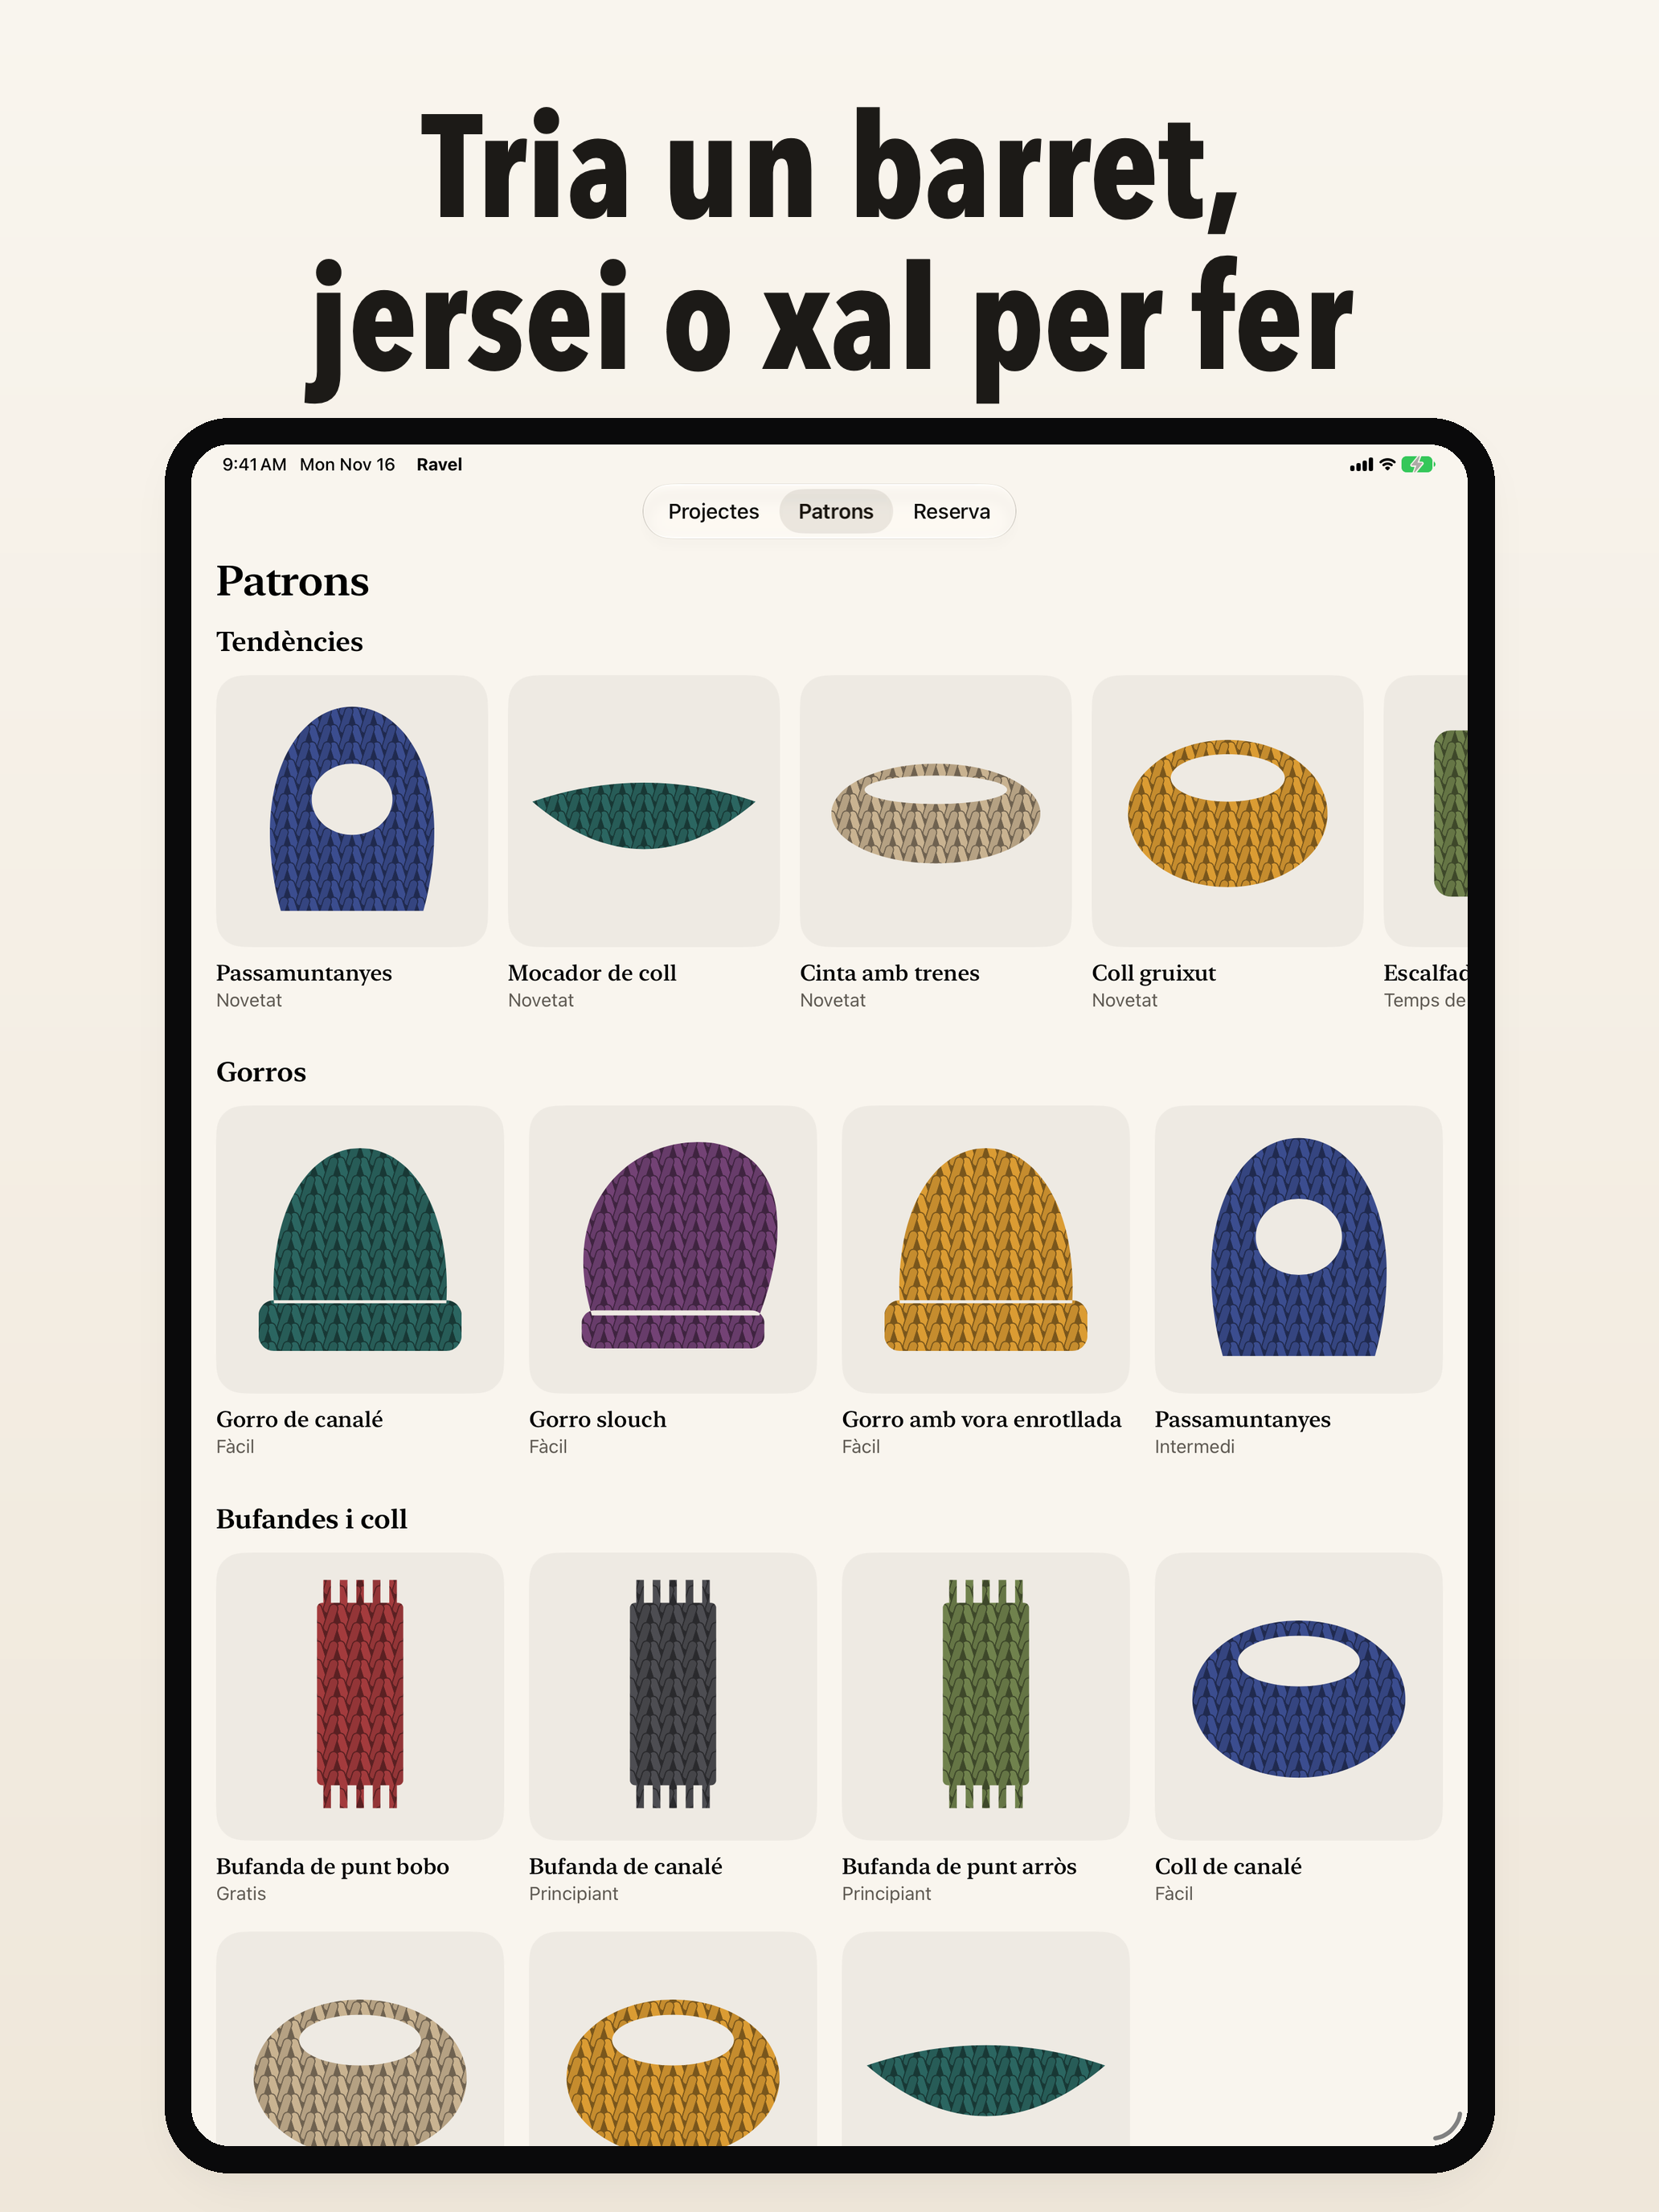 Tria un barret,
jersei o xal per fer
9:41 AM Mon Nov 16 Ravel
Projectes Patrons Reserva
Patrons
Tendències
Passamuntanyes
Novetat
Mocador de coll
Novetat
Cinta amb trenes
Novetat
Coll gruixut
Novetat
Temps de
Gorros
Gorro de canalé
Fàcil
Gorro slouch
Fàcil
Gorro amb vora enrotllada
Fàcil
Passamuntanyes
Intermedi
Bufandes i coll
Bufanda de punt bobo
Gratis
Bufanda de canalé
Principiant
Bufanda de punt arròs
Principiant
Coll de canalé
Fàcil